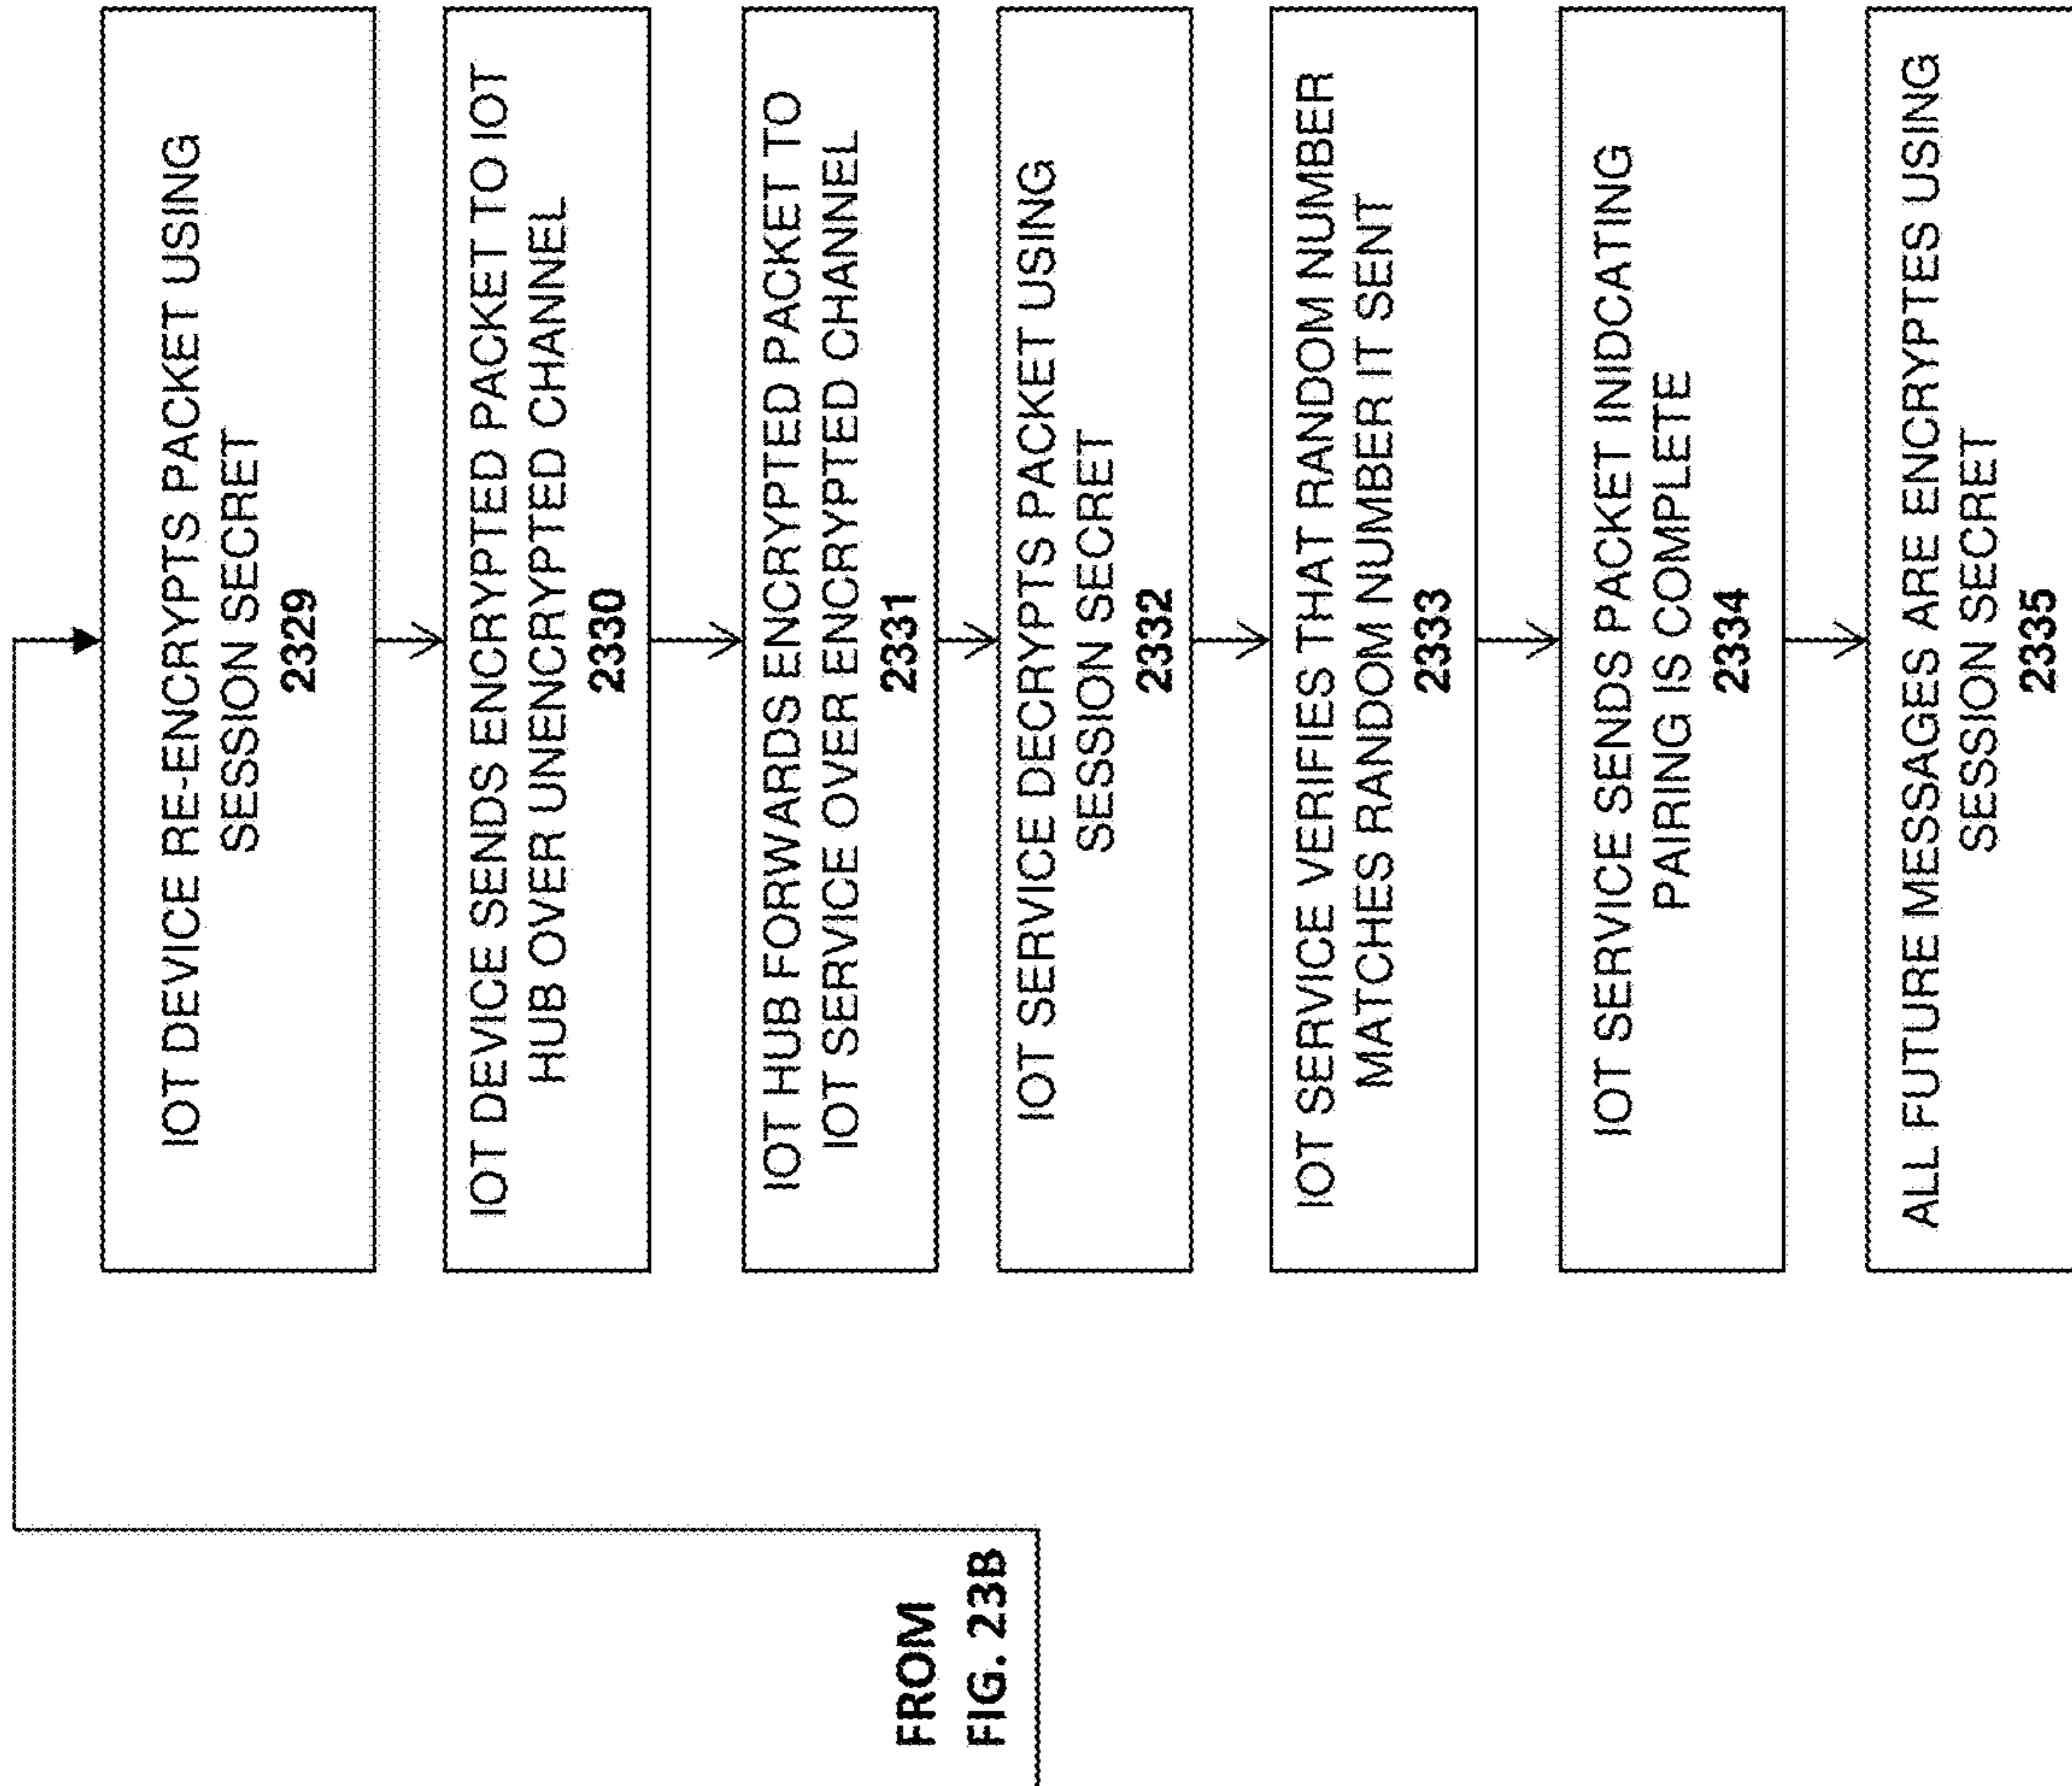 FROM
FIG. 23B
IOT DEVICE RE-ENCRYPTS PACKET USING
SESSION SECRET
2329
IOT DEVICE SENDS ENCRYPTED PACKET TO IOT
HUB OVER UNENCRYPTED CHANNEL
2330
IOT HUB FORWARDS ENCRYPTED PACKET TO
IOT SERVICE OVER ENCRYPTED CHANNEL
2331
IOT SERVICE DECRYPTS PACKET USING
SESSION SECRET
2332
IOT SERVICE VERIFIES THAT RANDOM NUMBER
MATCHES RANDOM NUMBER IT SENT
2333
IOT SERVICE SENDS PACKET INIDCATING
PAIRING IS COMPLETE
2334
ALL FUTURE MESSAGES ARE ENCRYPTES USING
SESSION SECRET
2335